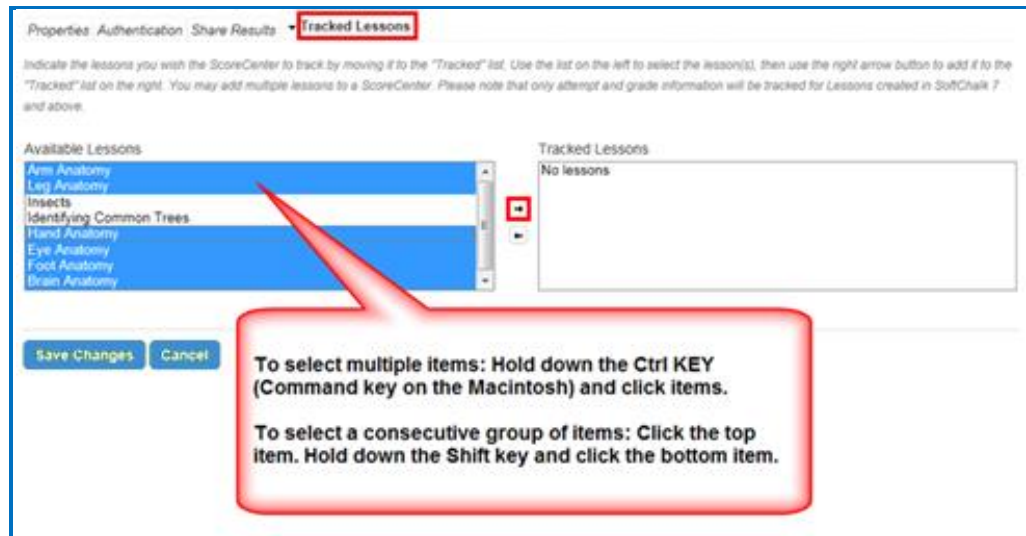 Properties Authentication Share Results Tracked Lessons
Indicate the lessons you wish the ScoreCenter to track by moving it to the "Tracked" list. Use the list on the left to select the lesson(s), then use the right arrow button to add it to the
"Tracked" list on the right. You may add multiple lessons to a ScoreCenter. Please note that only attempt and grade information will be tracked for Lessons created in SoftChalk 7
and above.
Available Lessons
Arm Anatomy
Leg Anatomy
Insects
Identifying Common Trees
Hand Anatomy
Eye Anatomy
Foot Anatomy
Brain Anatomy
Tracked Lessons
No lessons
Save Changes Cancel
To select multiple items: Hold down the Ctrl KEY
(Command key on the Macintosh) and click items.
To select a consecutive group of items: Click the top
item. Hold down the Shift key and click the bottom item.